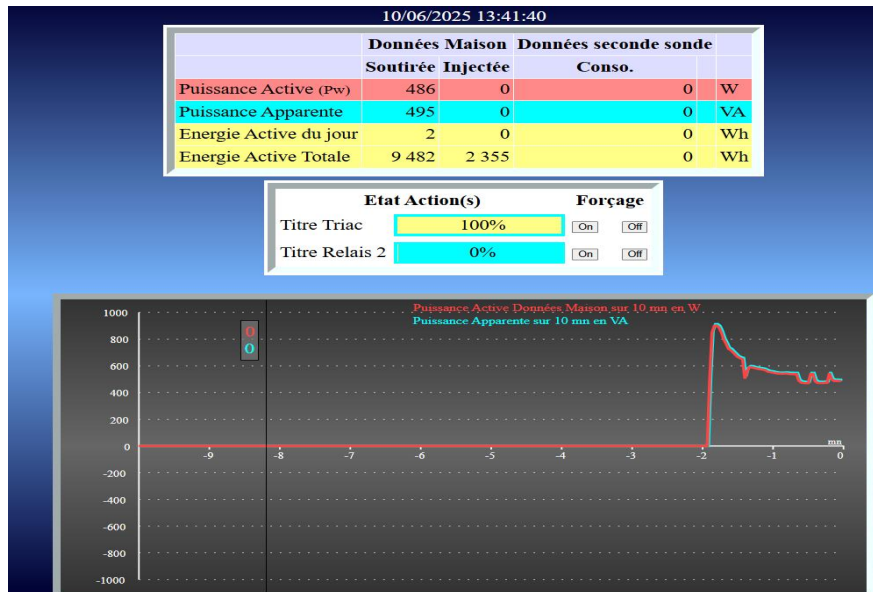 10/06/2025 13:41:40
Données Maison Données seconde sonde
Soutirée Injectée Conso.
Puissance Active (Pw) 486 0 0 W
Puissance Apparente 495 0 0 VA
Energie Active du jour 2 0 0 Wh
Energie Active Totale 9 482 2 355 0 Wh
Etat Action(s) Forçage
Titre Triac 100% On Off
Titre Relais 2 0% On Off
Puissance Active Données Maison sur 10 mn en W
Puissance Apparente sur 10 mn en VA
1000
0
0
800
600
400
200
0
mn
-9 -8 -7 -6 -5 -4 -3 -2 -1 0
-200
-400
-600
-800
-1000